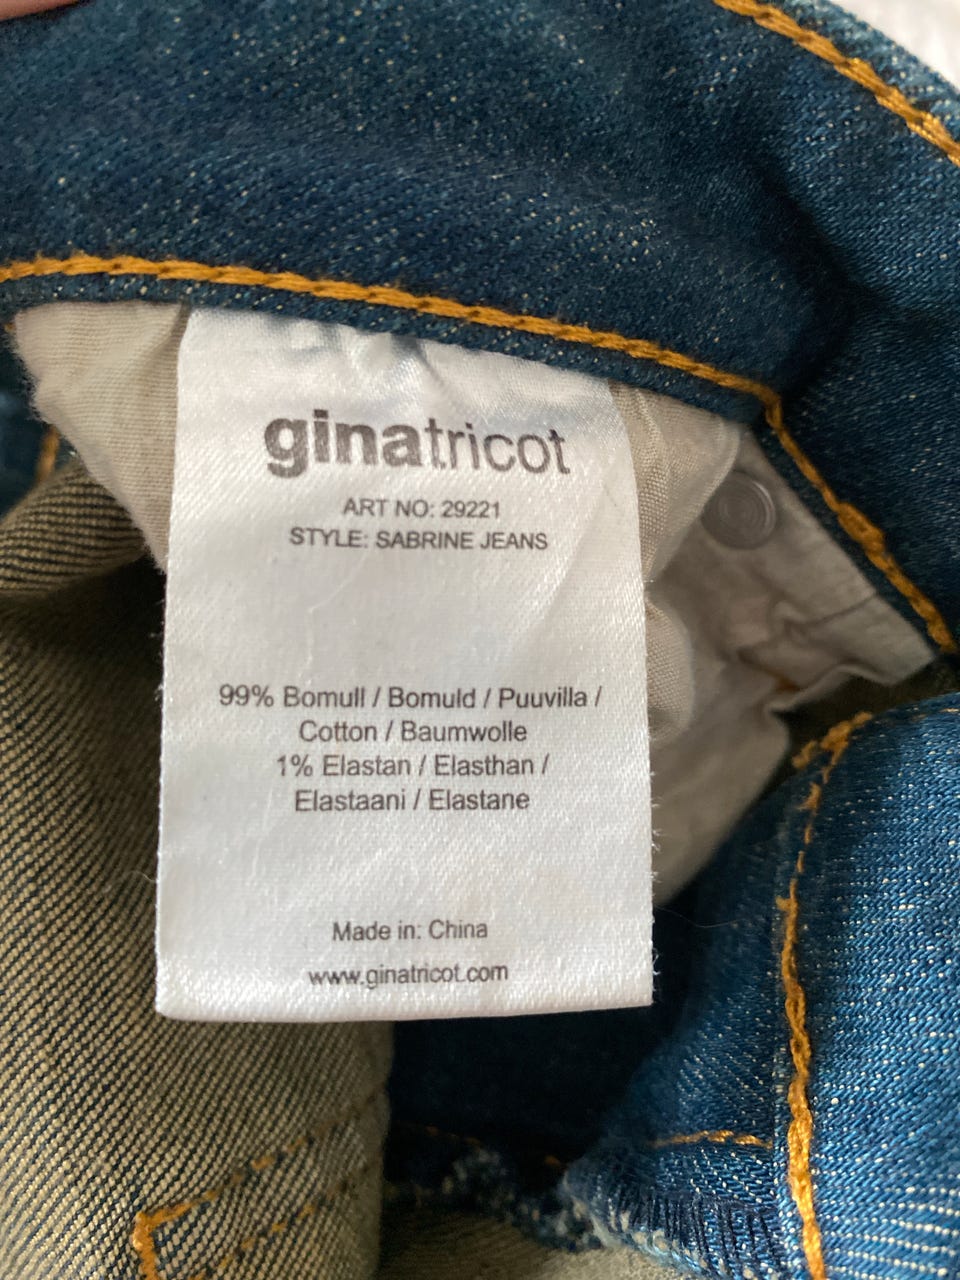 ginatricot
ART NO: 29221
STYLE: SABRINE JEANS
99% Bomull / Bomuld / Puuvilla /
Cotton / Baumwolle
1% Elastan / Elasthan /
Elastaani / Elastane
Made in: China
www.ginatricot.com